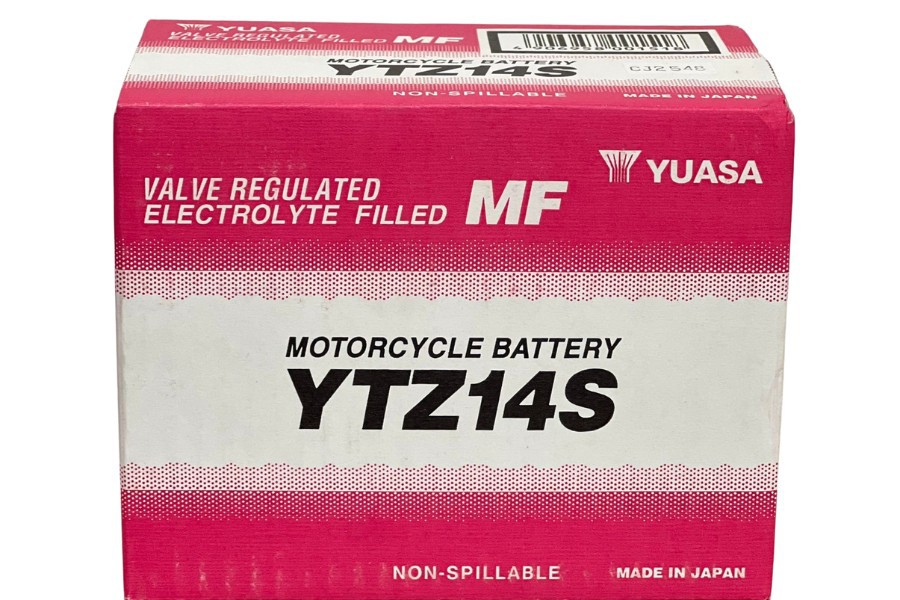 YUASA
VALVE REGULATED
ELECTROLYTE FILLED MF
MOTORCYCLE BATTERY
YTZ14S
CJ254B
NON-SPILLABLE
MADE IN JAPAN
YUASA
VALVE REGULATED
ELECTROLYTE FILLED MF
MOTORCYCLE BATTERY
YTZ14S
NON-SPILLABLE
MADE IN JAPAN